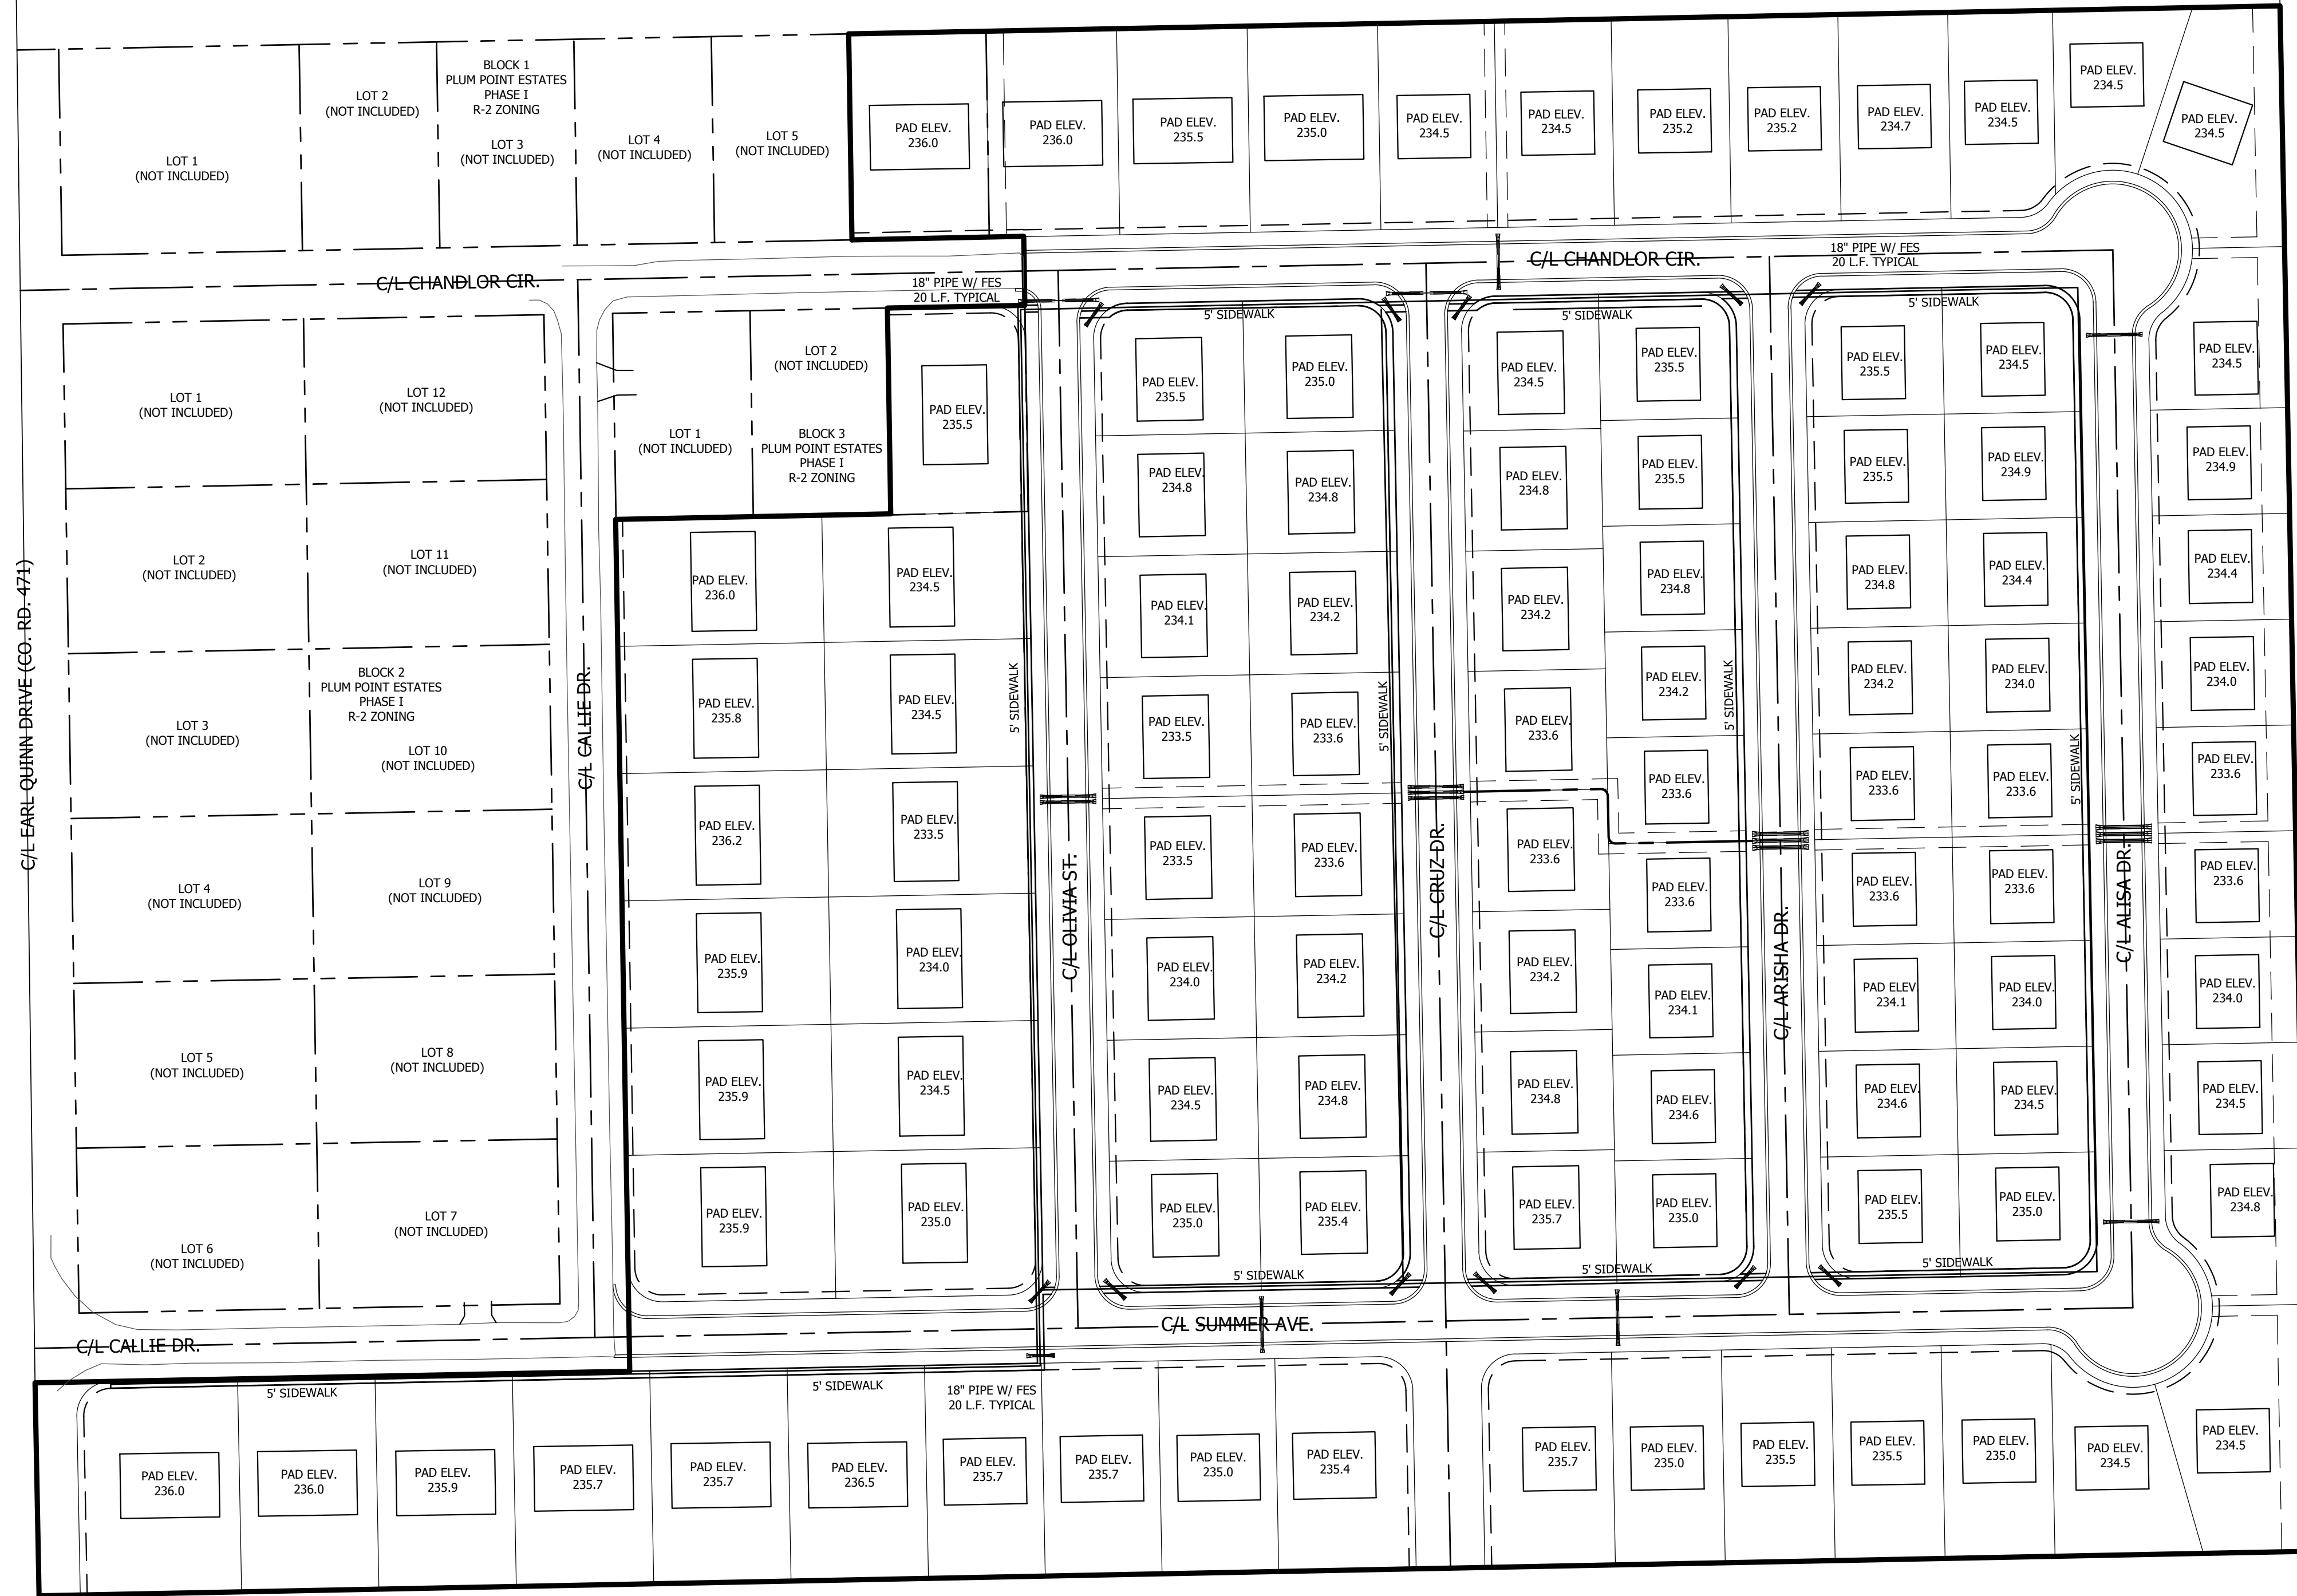 BLOCK 1
PLUM POINT ESTATES
PHASE I
R-2 ZONING
LOT 1
(NOT INCLUDED)
LOT 2
(NOT INCLUDED)
LOT 3
(NOT INCLUDED)
LOT 4
(NOT INCLUDED)
LOT 5
(NOT INCLUDED)
PAD ELEV.
236.0
PAD ELEV.
236.0
PAD ELEV.
235.5
PAD ELEV.
235.0
PAD ELEV.
234.5
PAD ELEV.
234.5
PAD ELEV.
235.2
PAD ELEV.
235.2
PAD ELEV.
234.7
PAD ELEV.
234.5
PAD ELEV.
234.5
PAD ELEV.
234.5
C/L CHANDLOR CIR.
18" PIPE W/ FES
20 L.F. TYPICAL
C/L CHANDLOR CIR.
18" PIPE W/ FES
20 L.F. TYPICAL
5' SIDEWALK
5' SIDEWALK
5' SIDEWALK
C/L EARL QUINN DRIVE (CO. RD. 471)
LOT 1
(NOT INCLUDED)
LOT 12
(NOT INCLUDED)
LOT 2
(NOT INCLUDED)
LOT 11
(NOT INCLUDED)
BLOCK 2
PLUM POINT ESTATES
PHASE I
R-2 ZONING
LOT 3
(NOT INCLUDED)
LOT 10
(NOT INCLUDED)
LOT 4
(NOT INCLUDED)
LOT 9
(NOT INCLUDED)
LOT 5
(NOT INCLUDED)
LOT 8
(NOT INCLUDED)
LOT 6
(NOT INCLUDED)
LOT 7
(NOT INCLUDED)
C/L CALLIE DR.
LOT 1
(NOT INCLUDED)
LOT 2
(NOT INCLUDED)
BLOCK 3
PLUM POINT ESTATES
PHASE I
R-2 ZONING
PAD ELEV.
235.5
PAD ELEV.
236.0
PAD ELEV.
234.5
PAD ELEV.
235.8
PAD ELEV.
234.5
PAD ELEV.
236.2
PAD ELEV.
233.5
PAD ELEV.
235.9
PAD ELEV.
234.0
PAD ELEV.
235.9
PAD ELEV.
234.5
PAD ELEV.
235.9
PAD ELEV.
235.0
5' SIDEWALK
C/L OLIVIA ST.
PAD ELEV.
235.5
PAD ELEV.
235.0
PAD ELEV.
234.8
PAD ELEV.
234.8
PAD ELEV.
234.1
PAD ELEV.
234.2
PAD ELEV.
233.5
PAD ELEV.
233.6
PAD ELEV.
233.5
PAD ELEV.
233.6
PAD ELEV.
234.0
PAD ELEV.
234.2
PAD ELEV.
234.5
PAD ELEV.
234.8
PAD ELEV.
235.0
PAD ELEV.
235.4
5' SIDEWALK
5' SIDEWALK
C/L CRUZ DR.
PAD ELEV.
234.5
PAD ELEV.
235.5
PAD ELEV.
234.8
PAD ELEV.
235.5
PAD ELEV.
234.2
PAD ELEV.
234.8
PAD ELEV.
233.6
PAD ELEV.
234.2
PAD ELEV.
233.6
PAD ELEV.
233.6
PAD ELEV.
234.2
PAD ELEV.
233.6
PAD ELEV.
234.8
PAD ELEV.
234.1
PAD ELEV.
235.7
PAD ELEV.
234.6
PAD ELEV.
235.0
5' SIDEWALK
5' SIDEWALK
C/L ARISHA DR.
PAD ELEV.
235.5
PAD ELEV.
234.5
PAD ELEV.
235.5
PAD ELEV.
234.9
PAD ELEV.
234.8
PAD ELEV.
234.4
PAD ELEV.
234.2
PAD ELEV.
234.0
PAD ELEV.
233.6
PAD ELEV.
233.6
PAD ELEV.
233.6
PAD ELEV.
233.6
PAD ELEV.
234.1
PAD ELEV.
234.0
PAD ELEV.
234.6
PAD ELEV.
234.5
PAD ELEV.
235.5
PAD ELEV.
235.0
5' SIDEWALK
5' SIDEWALK
C/L ALISA DR.
PAD ELEV.
234.5
PAD ELEV.
234.9
PAD ELEV.
234.4
PAD ELEV.
234.0
PAD ELEV.
233.6
PAD ELEV.
233.6
PAD ELEV.
234.0
PAD ELEV.
234.5
PAD ELEV.
234.8
C/L CALLIE DR.
C/L SUMMER AVE.
5' SIDEWALK
5' SIDEWALK
18" PIPE W/ FES
20 L.F. TYPICAL
PAD ELEV.
236.0
PAD ELEV.
236.0
PAD ELEV.
235.9
PAD ELEV.
235.7
PAD ELEV.
235.7
PAD ELEV.
236.5
PAD ELEV.
235.7
PAD ELEV.
235.7
PAD ELEV.
235.0
PAD ELEV.
235.4
PAD ELEV.
235.7
PAD ELEV.
235.0
PAD ELEV.
235.5
PAD ELEV.
235.5
PAD ELEV.
235.0
PAD ELEV.
234.5
PAD ELEV.
234.5